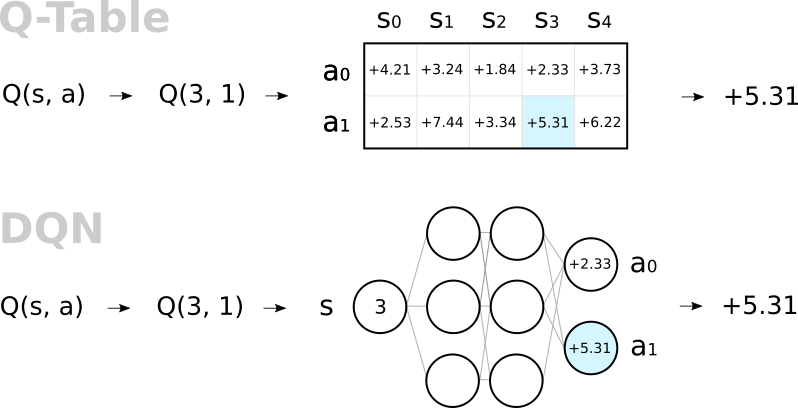 Q-Table
s0 s1 s2 s3 s4
Q(s, a) → Q(3, 1) → a0 +4.21 +3.24 +1.84 +2.33 +3.73 → +5.31
a1 +2.53 +7.44 +3.34 +5.31 +6.22
DQN
+2.33 a0
Q(s, a) → Q(3, 1) → s 3 → +5.31
+5.31 a1